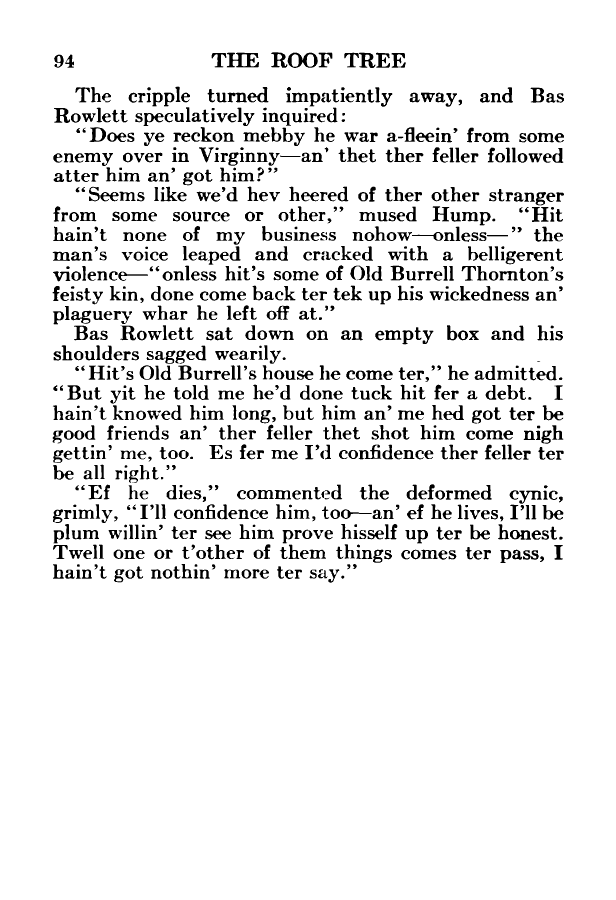 94 THE ROOF TREE
The cripple turned impatiently away, and Bas
Rowlett speculatively inquired:
“Does ye reckon mebby he war a-fleein’ from some
enemy over in Virginny—an’ thet ther feller followed
atter him an’ got him?”
“Seems like we’d hev heered of ther other stranger
from some source or other,” mused Hump. “Hit
hain’t none of my business nohow—onless—” the
man’s voice leaped and cracked with a belligerent
violence—“onless hit’s some of Old Burrell Thornton’s
feisty kin, done come back ter tek up his wickedness an’
plaguery whar he left off at.”
Bas Rowlett sat down on an empty box and his
shoulders sagged wearily.
“Hit’s Old Burrell’s house he come ter,” he admitted.
“But yit he told me he’d done tuck hit fer a debt. I
hain’t knowed him long, but him an’ me hed got ter be
good friends an’ ther feller thet shot him come nigh
gettin’ me, too. Es fer me I’d confidence ther feller ter
be all right.”
“Ef he dies,” commented the deformed cynic,
grimly, “I’ll confidence him, too—an’ ef he lives, I’ll be
plum willin’ ter see him prove hisself up ter be honest.
Twell one or t’other of them things comes ter pass, I
hain’t got nothin’ more ter say.”